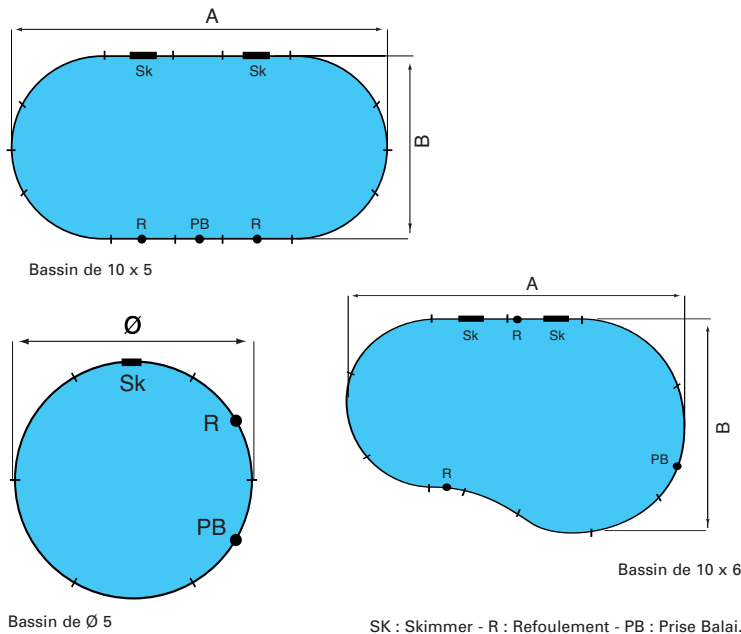 A
Sk Sk
B
R PB R
Bassin de 10 x 5
A
Sk R Sk
B
PB
R
Bassin de 10 x 6
Ø
Sk
R
PB
Bassin de Ø 5
SK : Skimmer - R : Refoulement - PB : Prise Balai.